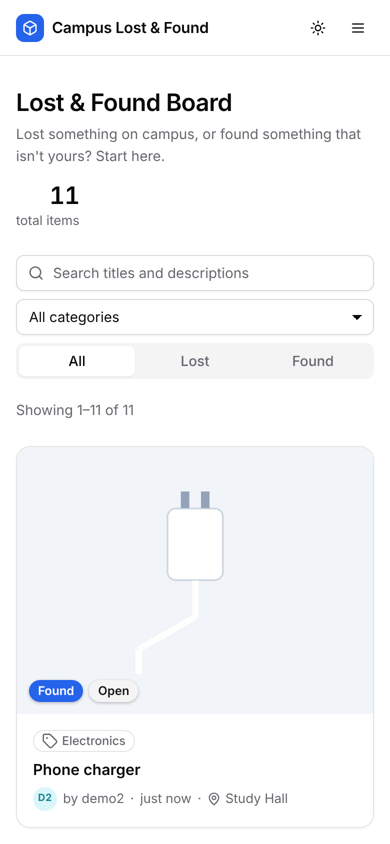 Campus Lost & Found
Lost & Found Board
Lost something on campus, or found something that
isn't yours? Start here.
11
total items
Search titles and descriptions
All categories
All Lost Found
Showing 1–11 of 11
Found Open
Electronics
Phone charger
D2 by demo2 · just now · Study Hall